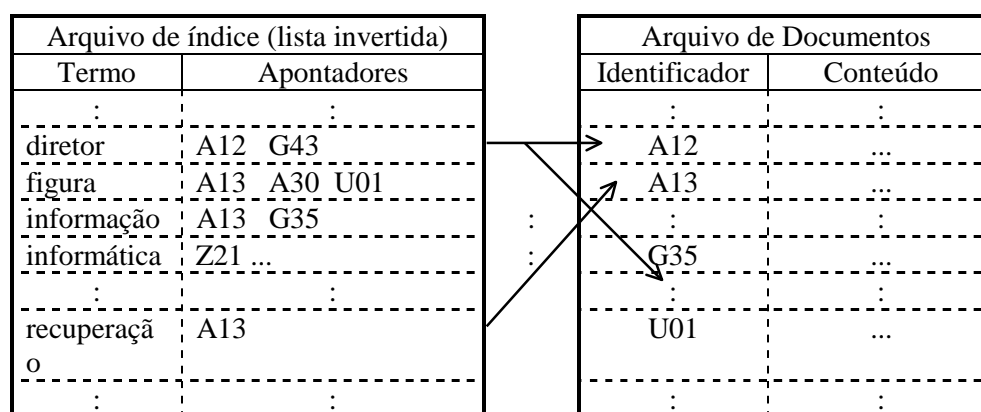 Arquivo de índice (lista invertida) Arquivo de Documentos
Termo Apontadores Identificador Conteúdo
: : : :
diretor A12 G43 A12 ...
figura A13 A30 U01 A13 ...
informação A13 G35 : : :
informática Z21 ... : G35 ...
: : : :
recuperaçã A13 U01 ...
o
: : : :